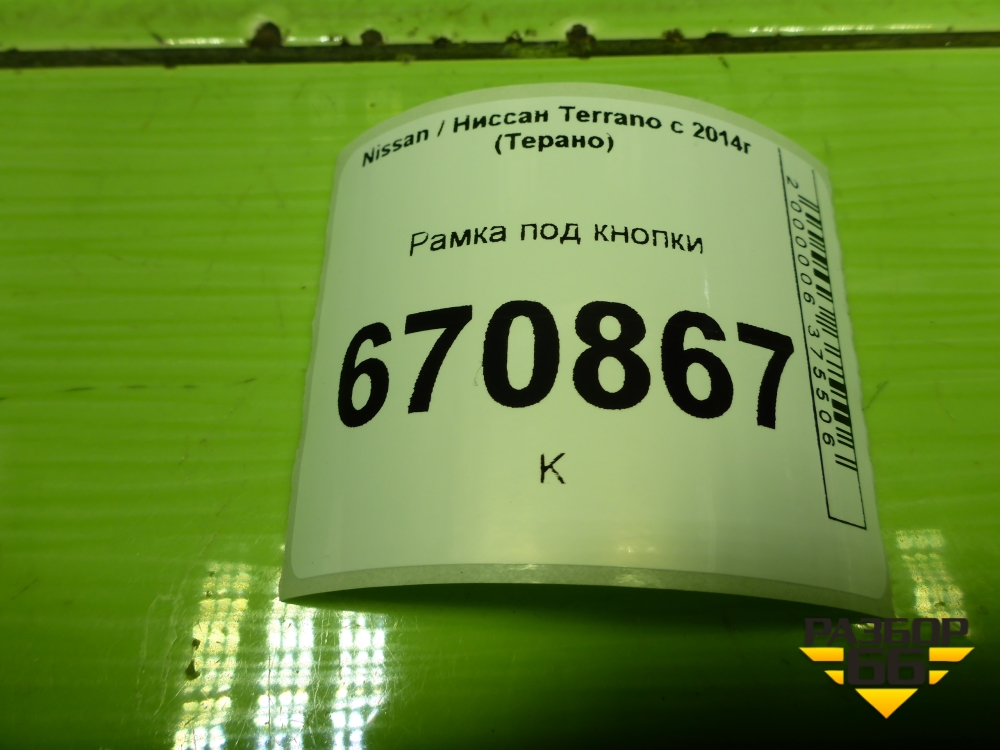 Nissan / Ниссан Terrano с 2014г
(Терано)
Рамка под кнопки
670867
К
2000006375506
РАЗБОР
66